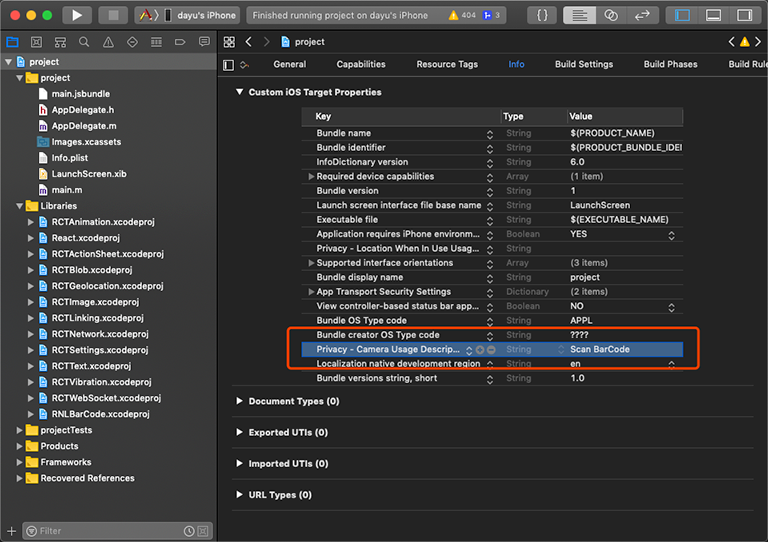 dayu's iPhone
Finished running project on dayu's iPhone
404
3
project
General
Capabilities
Resource Tags
Info
Build Settings
Build Phases
Build Rule
project
project
main.jsbundle
AppDelegate.h
AppDelegate.m
Images.xcassets
Info.plist
LaunchScreen.xib
main.m
Libraries
RCTAnimation.xcodeproj
React.xcodeproj
RCTActionSheet.xcodeproj
RCTBlob.xcodeproj
RCTGeolocation.xcodeproj
RCTImage.xcodeproj
RCTLinking.xcodeproj
RCTNetwork.xcodeproj
RCTSettings.xcodeproj
RCTText.xcodeproj
RCTVibration.xcodeproj
RCTWebSocket.xcodeproj
RNLBarCode.xcodeproj
projectTests
Products
Frameworks
Recovered References
Filter
Custom iOS Target Properties
Key Type Value
Bundle name String $(PRODUCT_NAME)
Bundle identifier String $(PRODUCT_BUNDLE_IDEI
InfoDictionary version String 6.0
Required device capabilities Array (1 item)
Bundle version String 1
Launch screen interface file base name String LaunchScreen
Executable file String $(EXECUTABLE_NAME)
Application requires iPhone environm... Boolean YES
Privacy - Location When In Use Usag... String
Supported interface orientations Array (3 items)
Bundle display name String project
App Transport Security Settings Dictionary (2 items)
View controller-based status bar app... Boolean NO
Bundle OS Type code String APPL
Bundle creator OS Type code String ????
Privacy - Camera Usage Descrip... String Scan BarCode
Localization native development region String en
Bundle versions string, short String 1.0
Document Types (0)
Exported UTIs (0)
Imported UTIs (0)
URL Types (0)